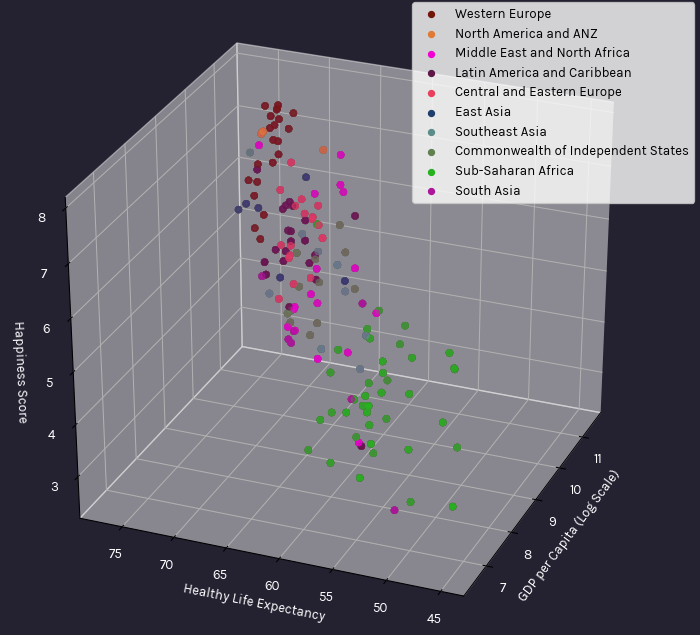 Western Europe
North America and ANZ
Middle East and North Africa
Latin America and Caribbean
Central and Eastern Europe
East Asia
Southeast Asia
Commonwealth of Independent States
Sub-Saharan Africa
South Asia
8
7
6
5
4
3
Happiness Score
75
70
65
60
55
50
45
Healthy Life Expectancy
7
8
9
10
11
GDP per Capita (Log Scale)